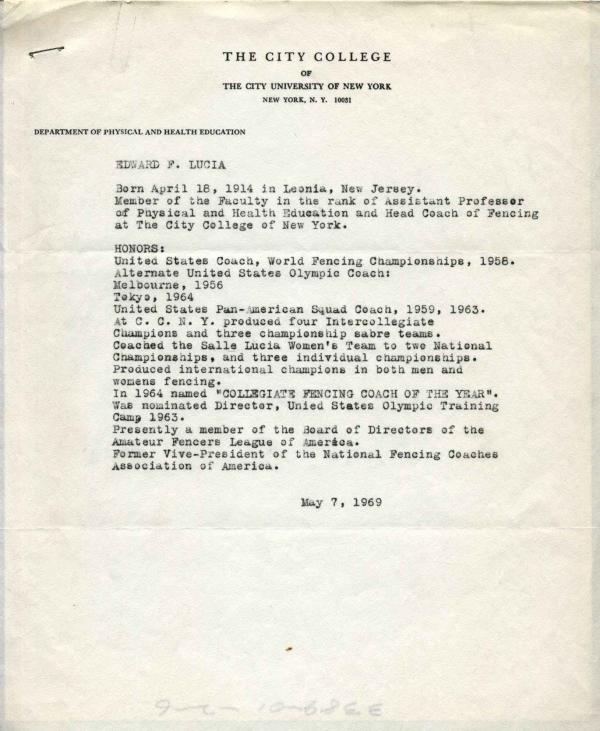 THE CITY COLLEGE
OF
THE CITY UNIVERSITY OF NEW YORK
NEW YORK, N. Y. 10031
DEPARTMENT OF PHYSICAL AND HEALTH EDUCATION
EDWARD F. LUCIA
Born April 18, 1914 in Leonia, New Jersey.
Member of the Faculty in the rank of Assistant Professor
of Physical and Health Education and Head Coach of Fencing
at The City College of New York.
HONORS:
United States Coach, World Fencing Championships, 1958.
Alternate United States Olympic Coach:
Melbourne, 1956
Tokyo, 1964
United States Pan-American Squad Coach, 1959, 1963.
At C. C. N. Y. produced four Intercollegiate
Champions and three championship sabre teams.
Coached the Salle Lucia Women's Team to two National
Championships, and three individual championships.
Produced international champions in both men and
womens fencing.
In 1964 named "COLLEGIATE FENCING COACH OF THE YEAR".
Was nominated Director, Unied States Olympic Training
Camp 1963.
Presently a member of the Board of Directors of the
Amateur Fencers League of America.
Former Vive-President of the National Fencing Coaches
Association of America.
May 7, 1969